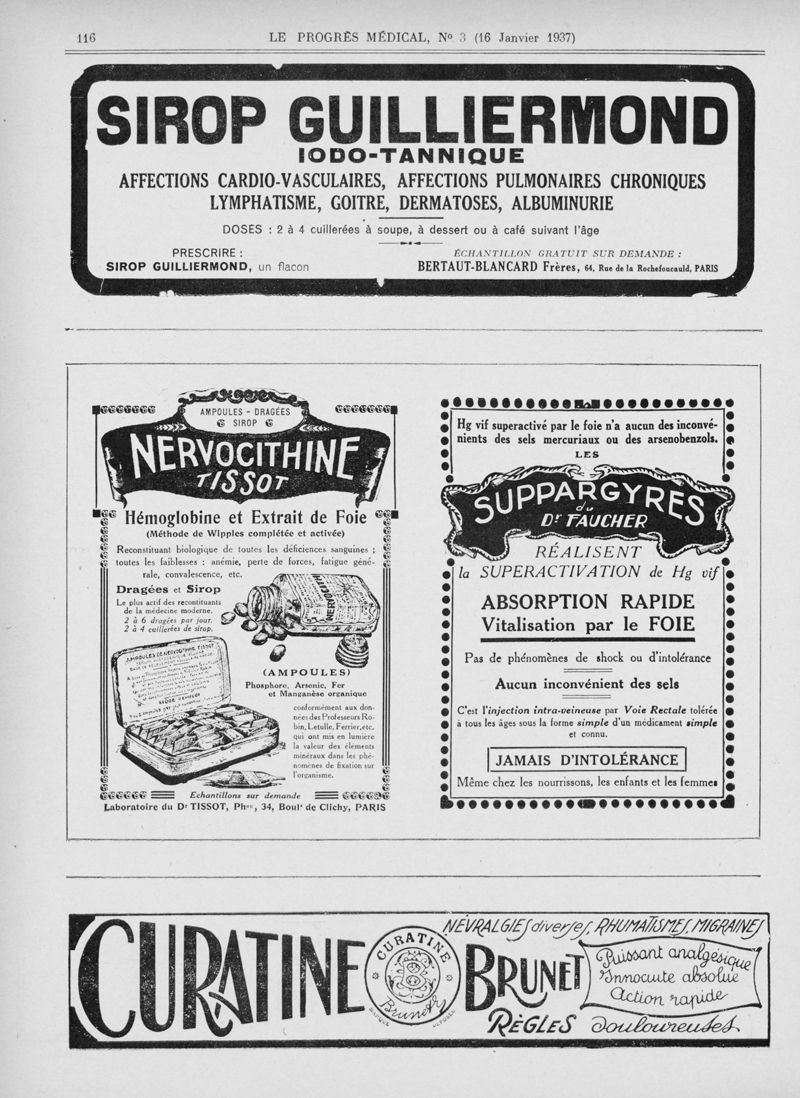 116
LE PROGRÈS MÉDICAL, Nº 3 (16 Janvier 1937)
SIROP GUILLIERMOND
IODO-TANNIQUE
AFFECTIONS CARDIO-VASCULAIRES, AFFECTIONS PULMONAIRES CHRONIQUES
LYMPHATISME, GOITRE, DERMATOSES, ALBUMINURIE
DOSES : 2 à 4 cuillerées à soupe, à dessert ou à café suivant l'âge
PRESCRIRE :
SIROP GUILLIERMOND, un flacon
ÉCHANTILLON GRATUIT SUR DEMANDE :
BERTAUT-BLANCARD Frères, 64, Rue de la Rochefoucauld, PARIS
AMPOULES - DRAGÉES
SIROP
NERVOCITHINE
TISSOT
Hémoglobine et Extrait de Foie
(Méthode de Wipples complétée et activée)
Reconstituant biologique de toutes les déficiences sanguines ;
toutes les faiblesses : anémie, perte de forces, fatigue géné-
rale, convalescence, etc.
Dragées et Sirop
Le plus actif des recontituants
de la médecine moderne.
2 à 6 dragées par jour.
2 à 4 cuillerées de sirop.
NERVOCITHINE
AMPOULES DE NERVOCITHINE TISSOT
(AMPOULES)
Phosphore, Arsenic, Fer
et Manganèse organique
conformément aux don-
nées des Professeurs Ro-
bin, Letulle, Ferrier, etc.
qui ont mis en lumière
la valeur des éléments
minéraux dans les phé-
nomènes de fixation sur
l'organisme.
Echantillons sur demande
Laboratoire du Dr TISSOT, Phen, 34, Boult de Clichy, PARIS
Hg vif superactivé par le foie n'a aucun des inconvé-
nients des sels mercuriaux ou des arsenobenzols.
LES
SUPPARGYRES
du
Dr FAUCHER
RÉALISENT
la SUPERACTIVATION de Hg vif
ABSORPTION RAPIDE
Vitalisation par le FOIE
Pas de phénomènes de shock ou d'intolérance
Aucun inconvénient des sels
C'est l'injection intra-veineuse par Voie Rectale tolérée
à tous les âges sous la forme simple d'un médicament simple
et connu.
JAMAIS D'INTOLÉRANCE
Même chez les nourrissons, les enfants et les femmes
CURATINE
CURATINE
Brunet
BRUNET
NÉVRALGIES diverses, RHUMATISMES, MIGRAINES
Puissant analgésique
Innocuité absolue
Action rapide
RÈGLES douloureuses